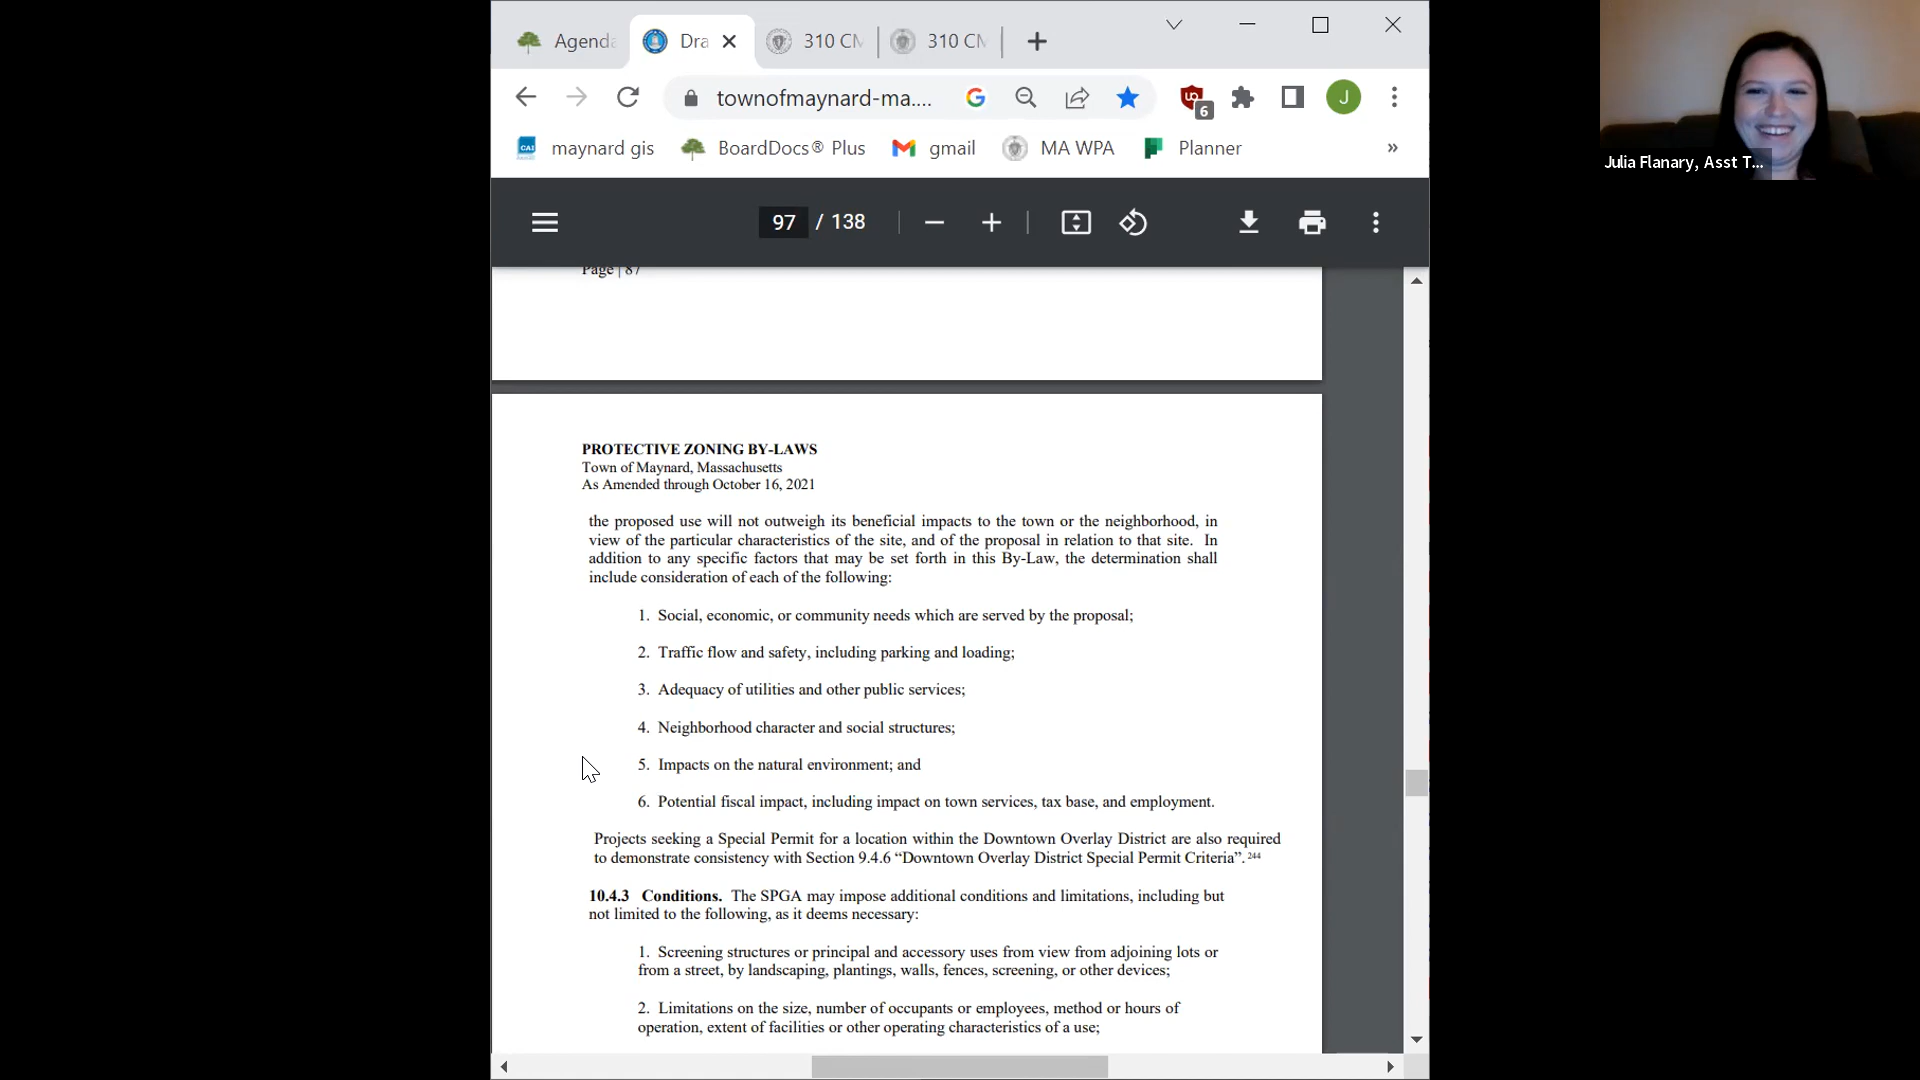 Agenda
Dra
310 CM
310 CM
townofmaynard-ma....
6
J
maynard gis
BoardDocs® Plus
gmail
MA WPA
Planner
»
97 / 138
Page | 87
PROTECTIVE ZONING BY-LAWS
Town of Maynard, Massachusetts
As Amended through October 16, 2021
the proposed use will not outweigh its beneficial impacts to the town or the neighborhood, in
view of the particular characteristics of the site, and of the proposal in relation to that site. In
addition to any specific factors that may be set forth in this By-Law, the determination shall
include consideration of each of the following:
1. Social, economic, or community needs which are served by the proposal;
2. Traffic flow and safety, including parking and loading;
3. Adequacy of utilities and other public services;
4. Neighborhood character and social structures;
5. Impacts on the natural environment; and
6. Potential fiscal impact, including impact on town services, tax base, and employment.
Projects seeking a Special Permit for a location within the Downtown Overlay District are also required
to demonstrate consistency with Section 9.4.6 “Downtown Overlay District Special Permit Criteria”. 244
10.4.3 Conditions. The SPGA may impose additional conditions and limitations, including but
not limited to the following, as it deems necessary:
1. Screening structures or principal and accessory uses from view from adjoining lots or
from a street, by landscaping, plantings, walls, fences, screening, or other devices;
2. Limitations on the size, number of occupants or employees, method or hours of
operation, extent of facilities or other operating characteristics of a use;
Julia Flanary, Asst T...